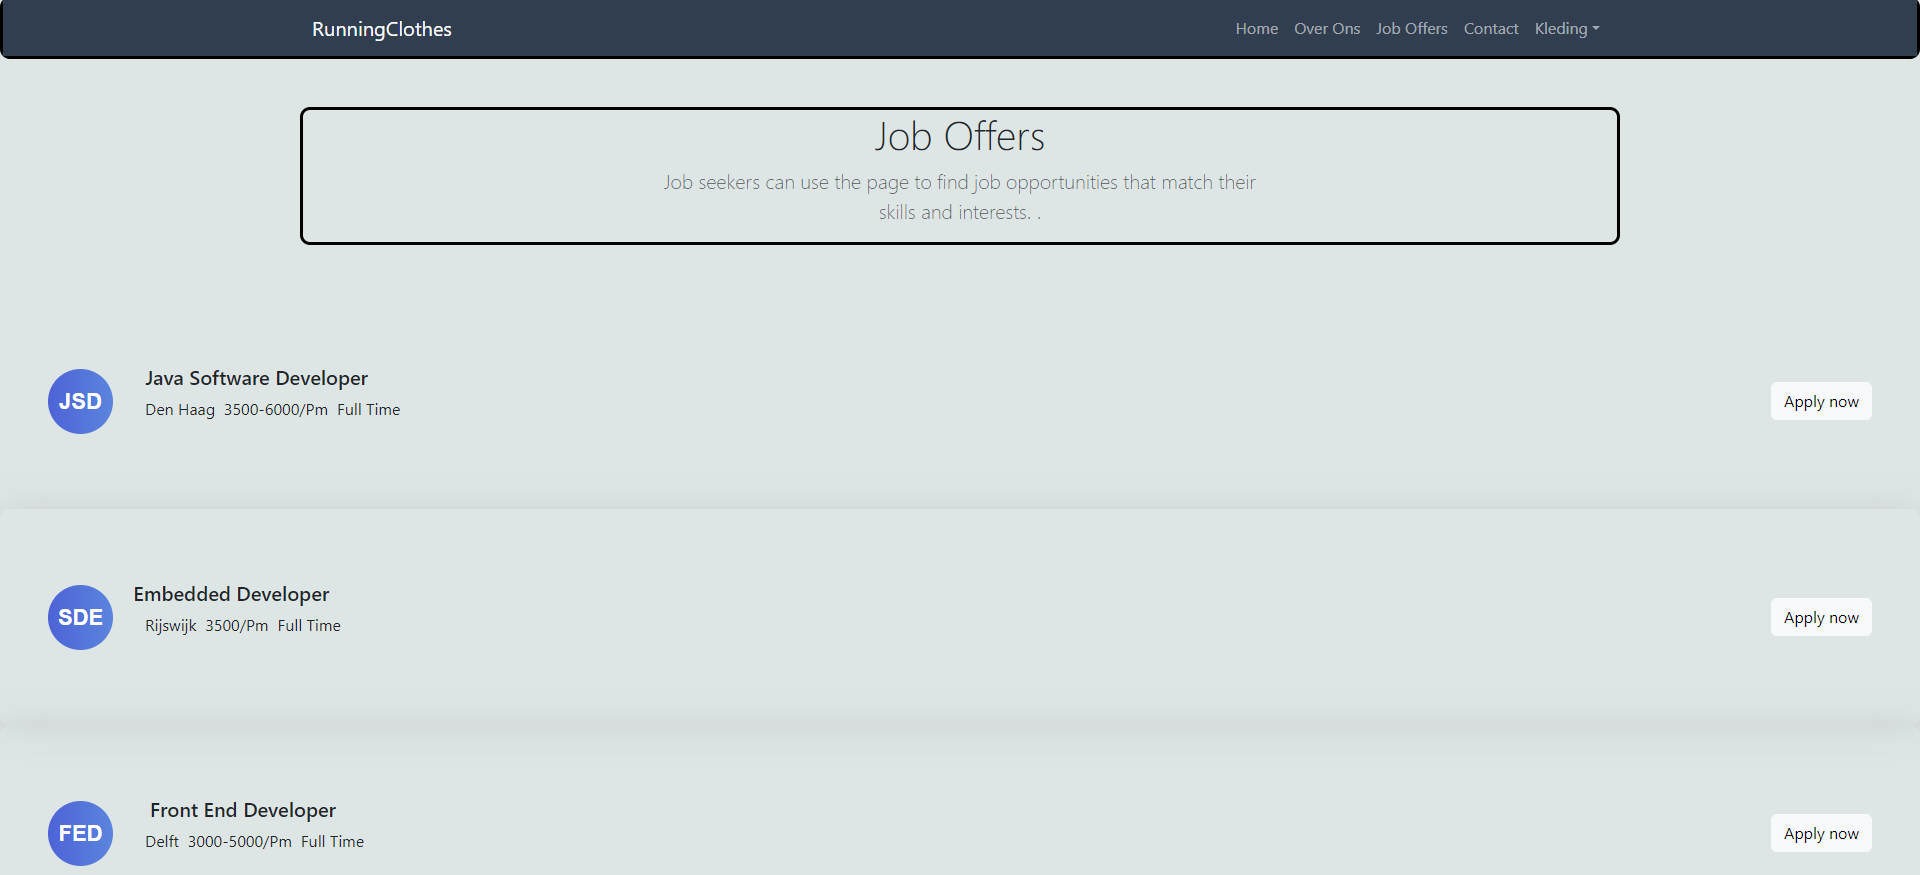 RunningClothes Home Over Ons Job Offers Contact Kleding
Job Offers
Job seekers can use the page to find job opportunities that match their
skills and interests. .
JSD
Java Software Developer
Den Haag 3500-6000/Pm Full Time
Apply now
SDE
Embedded Developer
Rijswijk 3500/Pm Full Time
Apply now
FED
Front End Developer
Delft 3000-5000/Pm Full Time
Apply now